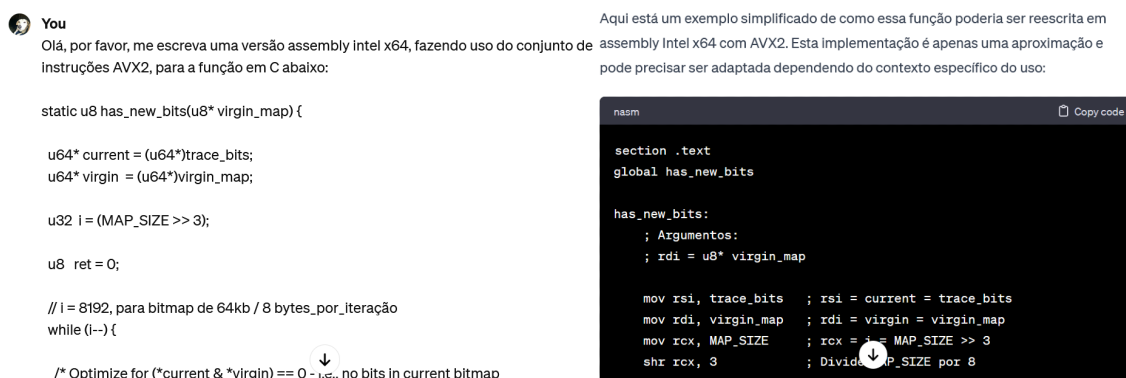 You
Olá, por favor, me escreva uma versão assembly intel x64, fazendo uso do conjunto de
instruções AVX2, para a função em C abaixo:
static u8 has_new_bits(u8* virgin_map) {
u64* current = (u64*)trace_bits;
u64* virgin = (u64*)virgin_map;
u32 i = (MAP_SIZE >> 3);
u8 ret = 0;
// i = 8192, para bitmap de 64kb / 8 bytes_por_iteração
while (i--) {
/* Optimize for (*current & *virgin) == 0 - i.e., no bits in current bitmap
Aqui está um exemplo simplificado de como essa função poderia ser reescrita em
assembly Intel x64 com AVX2. Esta implementação é apenas uma aproximação e
pode precisar ser adaptada dependendo do contexto específico do uso:
nasm Copy code
section .text
global has_new_bits
has_new_bits:
; Argumentos:
; rdi = u8* virgin_map
mov rsi, trace_bits ; rsi = current = trace_bits
mov rdi, virgin_map ; rdi = virgin = virgin_map
mov rcx, MAP_SIZE ; rcx = i = MAP_SIZE >> 3
shr rcx, 3 ; Divide por 8